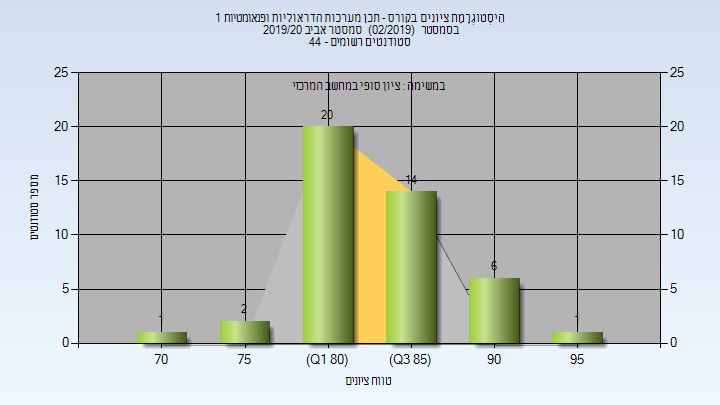 הִיסְטוֹגְרָמַת ציונים בקורס - תכן מערכות הדראוליות ופנאומטיות 1
בסמסטר (02/2019) סמסטר אביב 2019/20
סטודנטים רשומים - 44
במשימה : ציון סופי במחשב המרכזי
25 25
20 20
15 15
10 10
5 5
0 0
1 2 20 14 6 1
מספר סטודנטים
70 75 (Q1 80) (Q3 85) 90 95
טווח ציונים